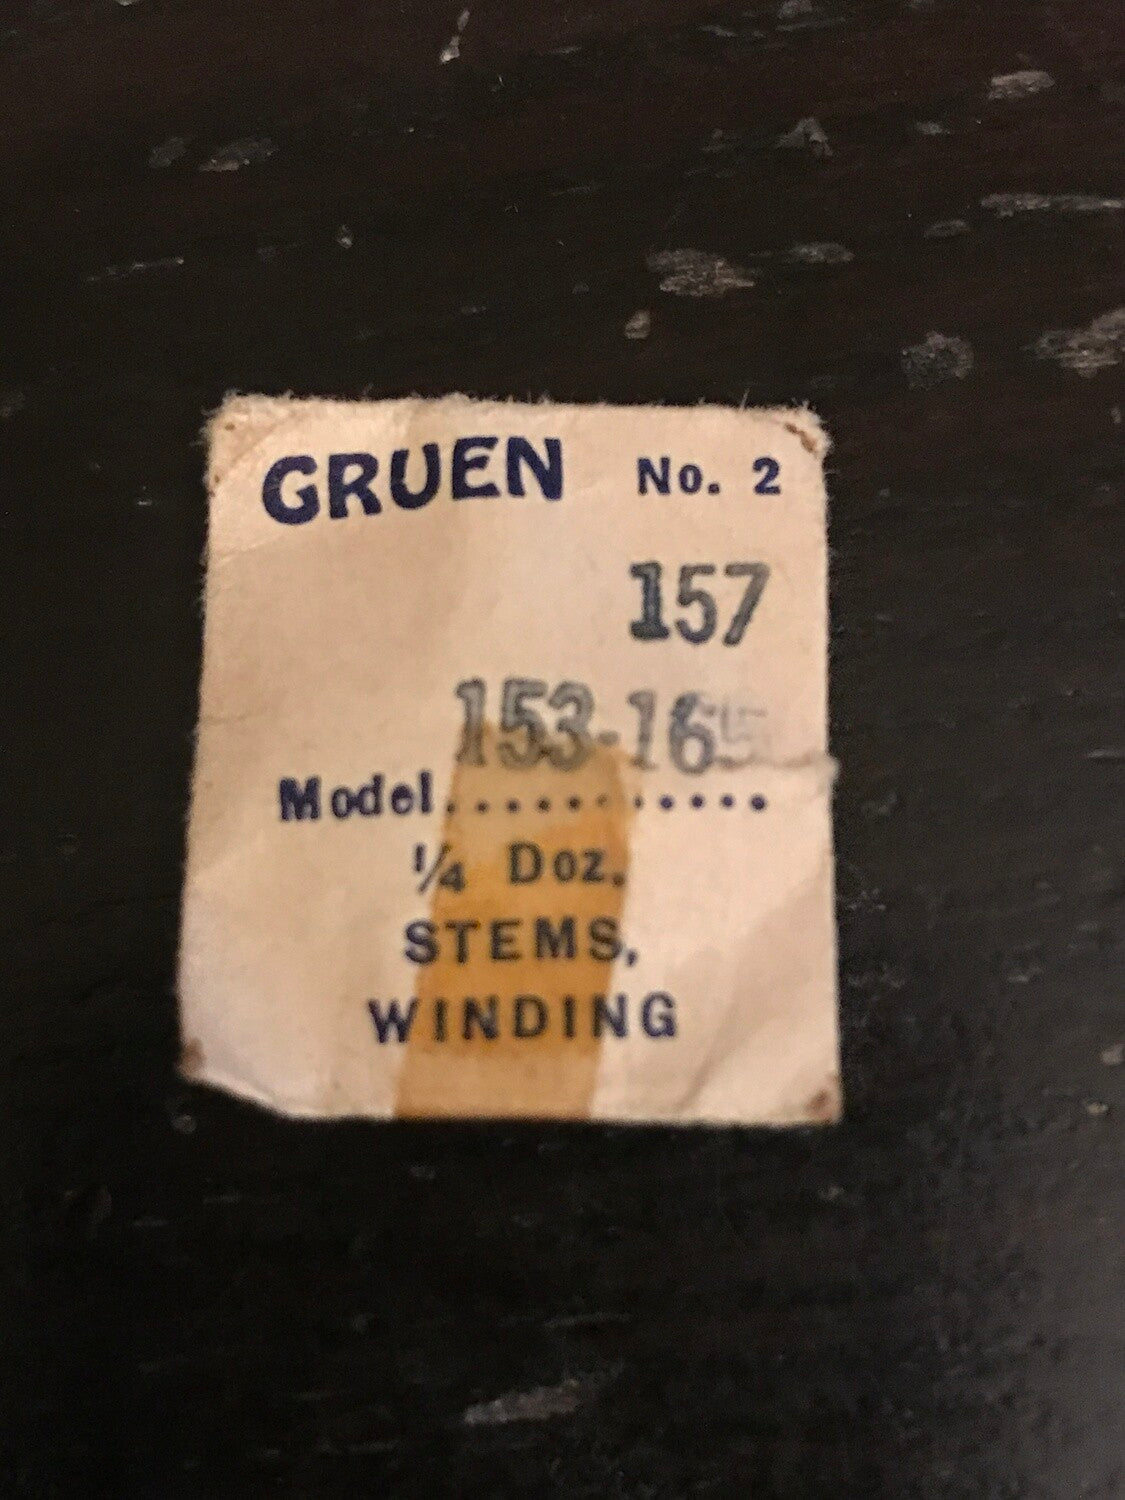 GRUEN No. 2
157
153-165
Model...........
¼ Doz.
STEMS,
WINDING